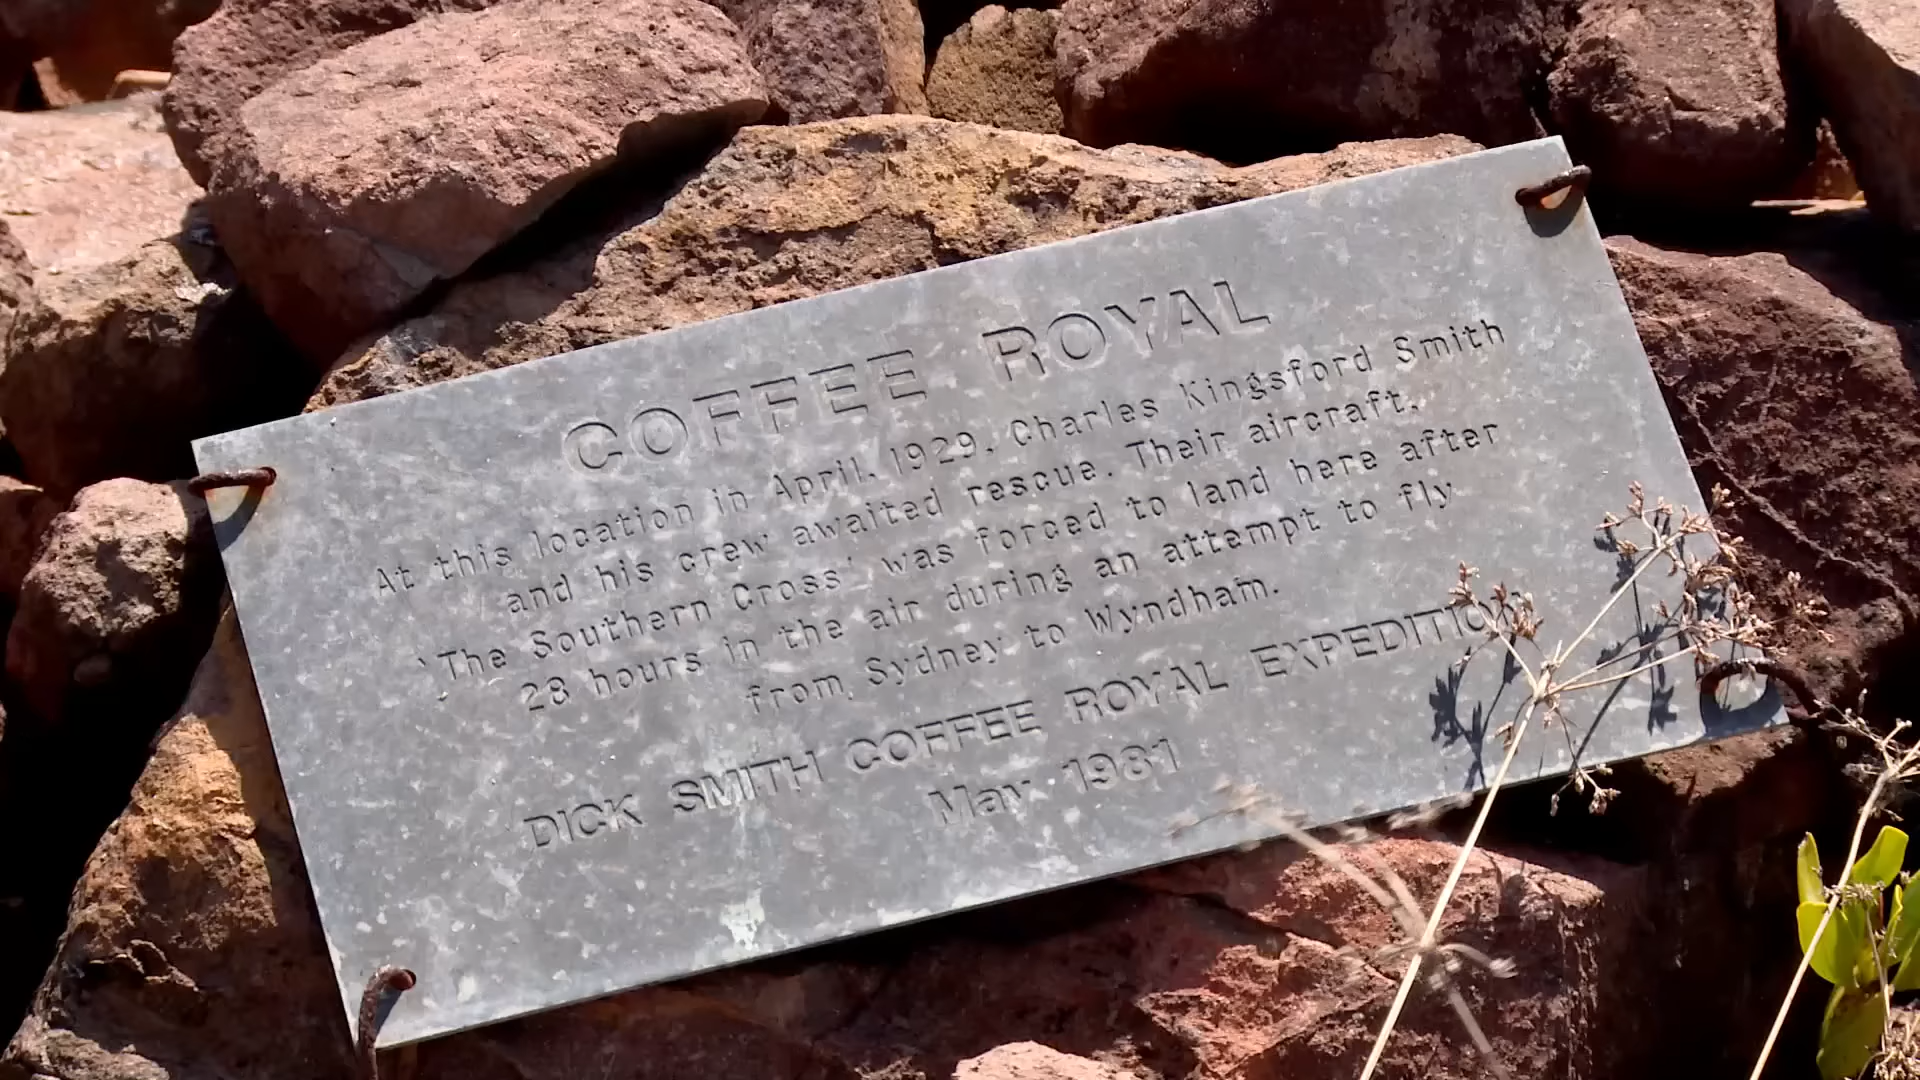 COFFEE ROYAL
At this location in April, 1929, Charles Kingsford Smith
and his crew awaited rescue. Their aircraft,
'The Southern Cross' was forced to land here after
28 hours in the air during an attempt to fly
from Sydney to Wyndham.
DICK SMITH COFFEE ROYAL EXPEDITION
May 1981